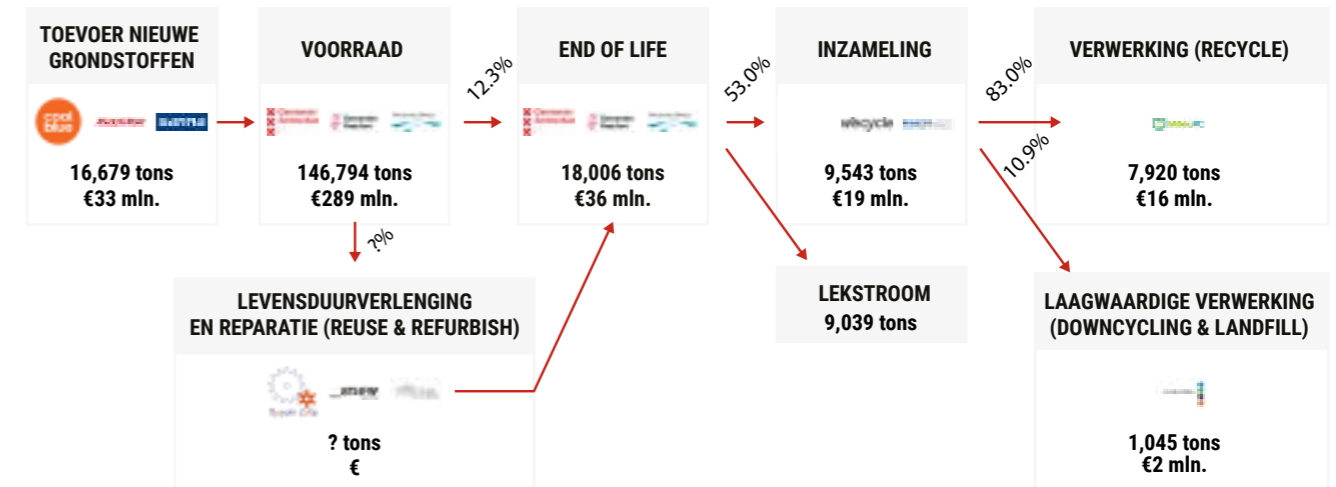 TOEVOER NIEUWE
GRONDSTOFFEN
cool
blue
16,679 tons
€33 mln.
VOORRAAD
146,794 tons
€289 mln.
12.3%
END OF LIFE
18,006 tons
€36 mln.
53.0%
INZAMELING
wecycle
9,543 tons
€19 mln.
83.0%
10.9%
VERWERKING (RECYCLE)
7,920 tons
€16 mln.
?%
LEVENSDUURVERLENGING
EN REPARATIE (REUSE & REFURBISH)
? tons
€
LEKSTROOM
9,039 tons
LAAGWAARDIGE VERWERKING
(DOWNCYCLING & LANDFILL)
1,045 tons
€2 mln.